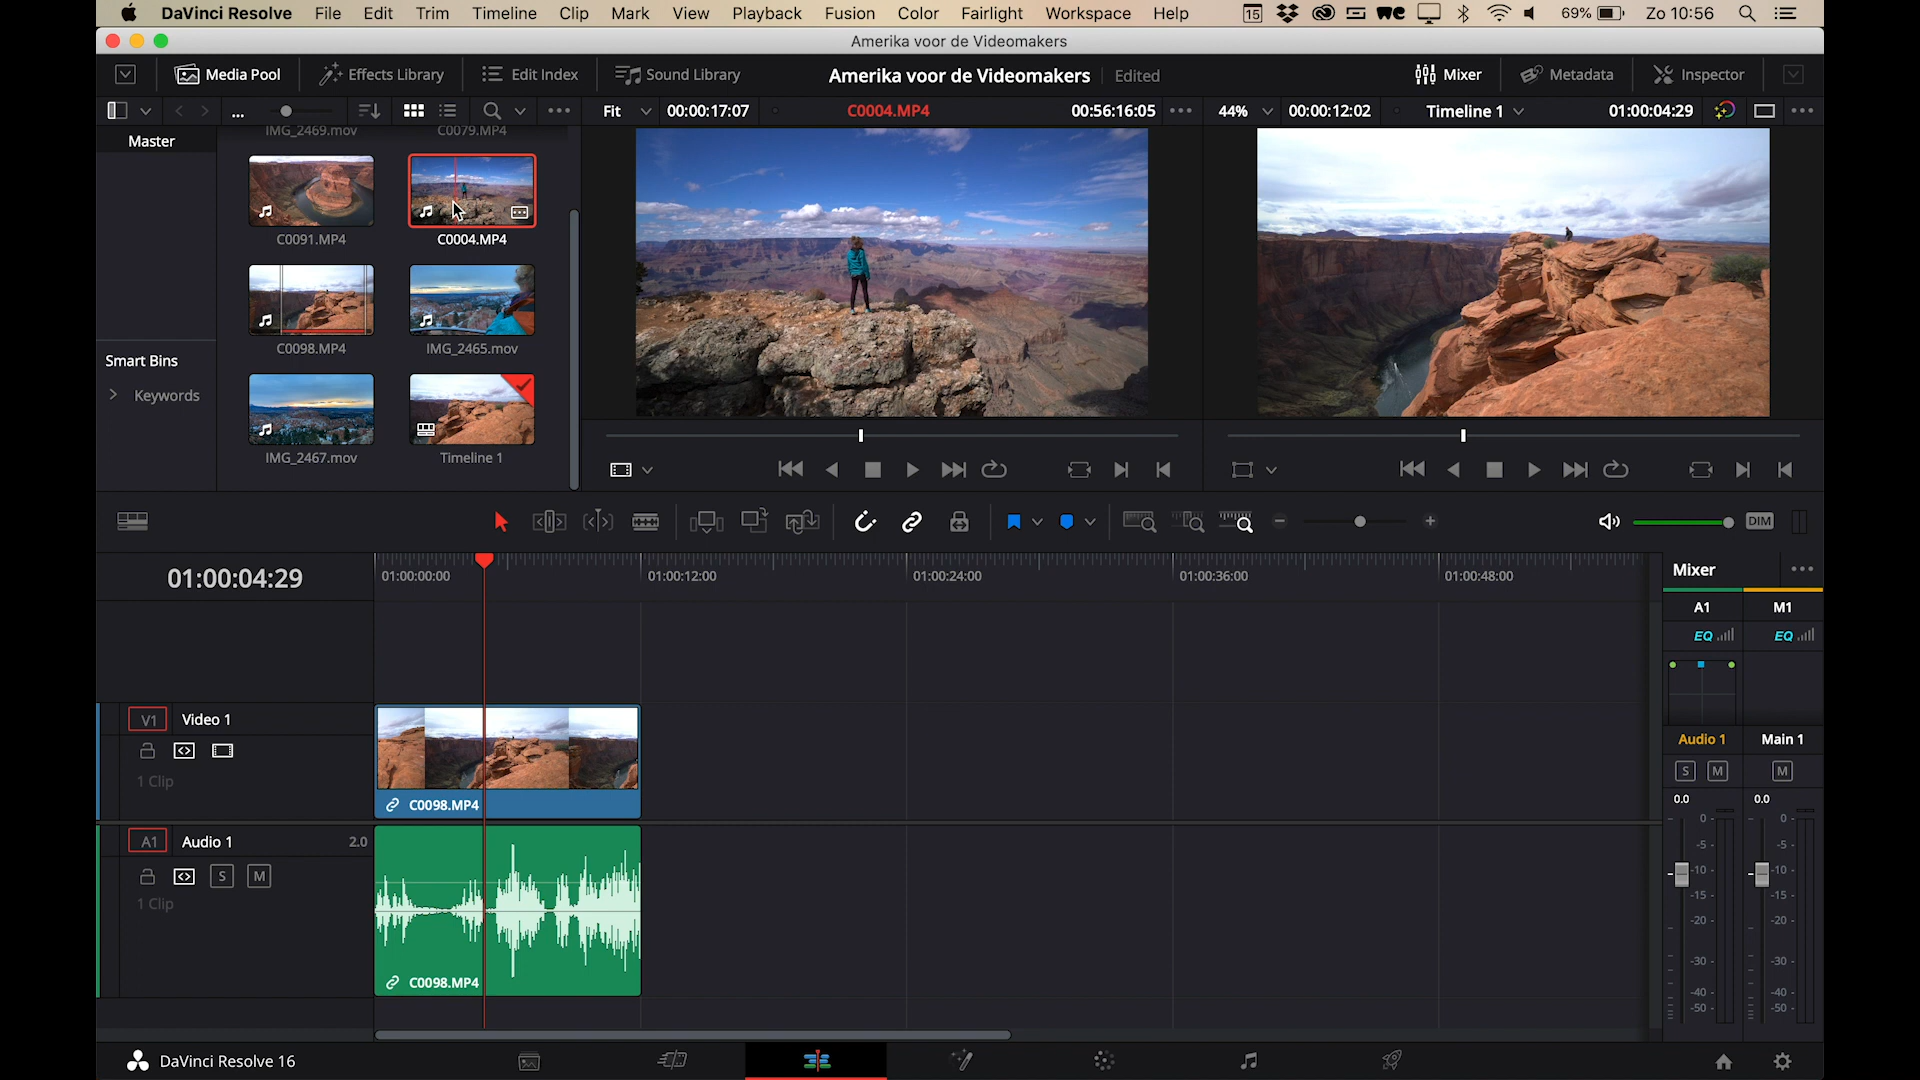 DaVinci Resolve File Edit Trim Timeline Clip Mark View Playback Fusion Color Fairlight Workspace Help 15 69% Zo 10:56
Amerika voor de Videomakers
Media Pool Effects Library Edit Index Sound Library Amerika voor de Videomakers Edited Mixer Metadata Inspector
... Fit 00:00:17:07 C0004.MP4 00:56:16:05 44% 00:00:12:02 Timeline 1 01:00:04:29
IMG_2469.mov C0079.MP4
Master
C0091.MP4 C0004.MP4
C0098.MP4 IMG_2465.mov
Smart Bins
Keywords
IMG_2467.mov Timeline 1
DIM
01:00:04:29 01:00:00:00 01:00:12:00 01:00:24:00 01:00:36:00 01:00:48:00
Mixer
A1 M1
EQ EQ
V1 Video 1
1 Clip
C0098.MP4
A1 Audio 1 2.0
S M
1 Clip
C0098.MP4
Audio 1 Main 1
S M M
0.0 0.0
0 0
-5 -5
-10 -10
-15 -15
-20 -20
-30 -30
-40 -40
-50 -50
DaVinci Resolve 16